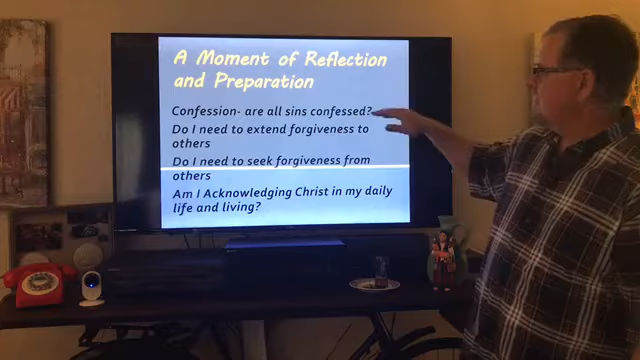 A Moment of Reflection
and Preparation
Confession- are all sins confessed?
Do I need to extend forgiveness to
others
Do I need to seek forgiveness from
others
Am I Acknowledging Christ in my daily
life and living?